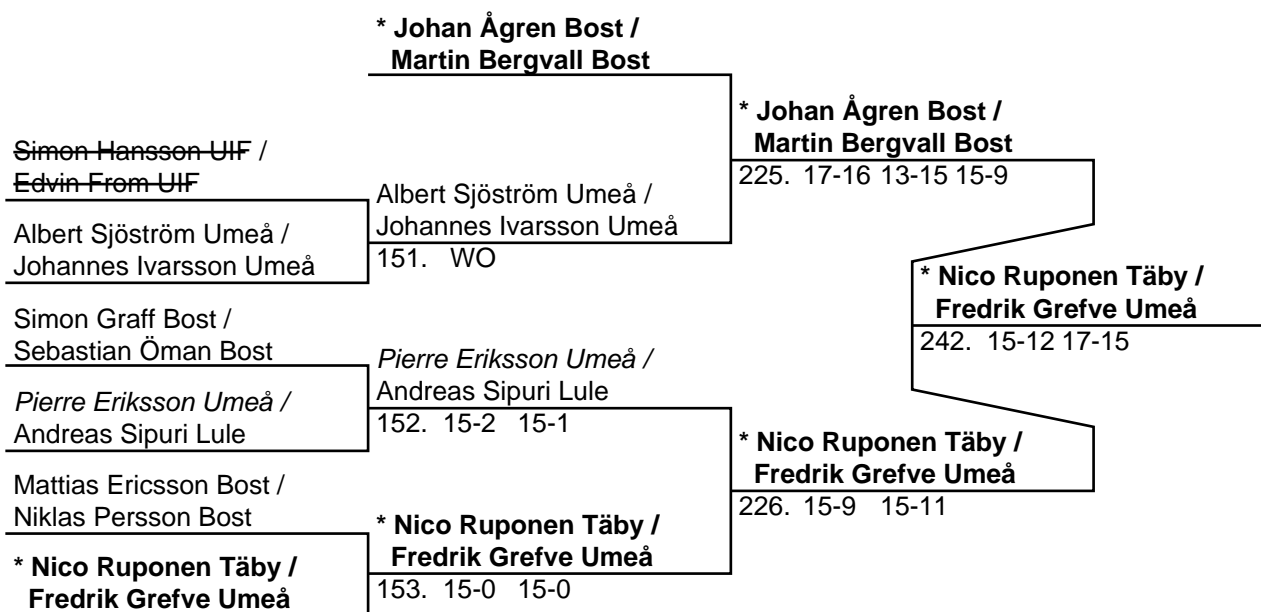 * Johan Ågren Bost /
Martin Bergvall Bost
Simon Hansson UIF /
Edvin From UIF
Albert Sjöström Umeå /
Johannes Ivarsson Umeå
Simon Graff Bost /
Sebastian Öman Bost
Pierre Eriksson Umeå /
Andreas Sipuri Lule
Mattias Ericsson Bost /
Niklas Persson Bost
* Nico Ruponen Täby /
Fredrik Grefve Umeå
Albert Sjöström Umeå /
Johannes Ivarsson Umeå
151. WO
Pierre Eriksson Umeå /
Andreas Sipuri Lule
152. 15-2 15-1
* Nico Ruponen Täby /
Fredrik Grefve Umeå
153. 15-0 15-0
* Johan Ågren Bost /
Martin Bergvall Bost
225. 17-16 13-15 15-9
* Nico Ruponen Täby /
Fredrik Grefve Umeå
226. 15-9 15-11
* Nico Ruponen Täby /
Fredrik Grefve Umeå
242. 15-12 17-15